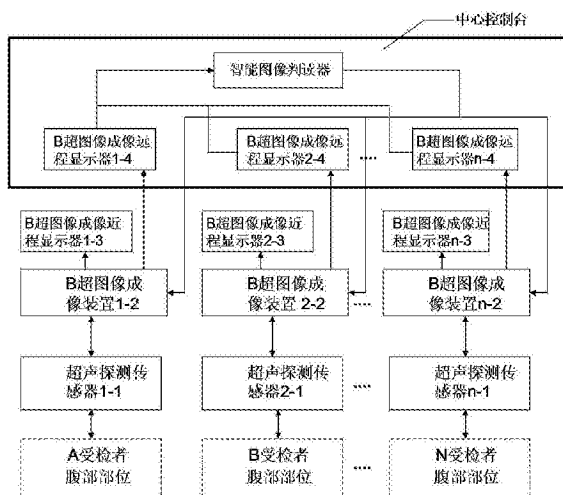 中心控制台
智能图像判读器
B超图像成像远
程显示器1-4
B超图像成像远
程显示器2-4
....
B超图像成像远
程显示器n-4
B超图像成像近
程显示器1-3
B超图像成像近
程显示器2-3
B超图像成像近
程显示器n-3
B超图像成
像装置1-2
B超图像成
像装置 2-2
....
B超图像成
像装置n-2
超声探测传
感器1-1
超声探测传
感器2-1
....
超声探测传
感器n-1
A受检者
腹部部位
B受检者
腹部部位
....
N受检者
腹部部位